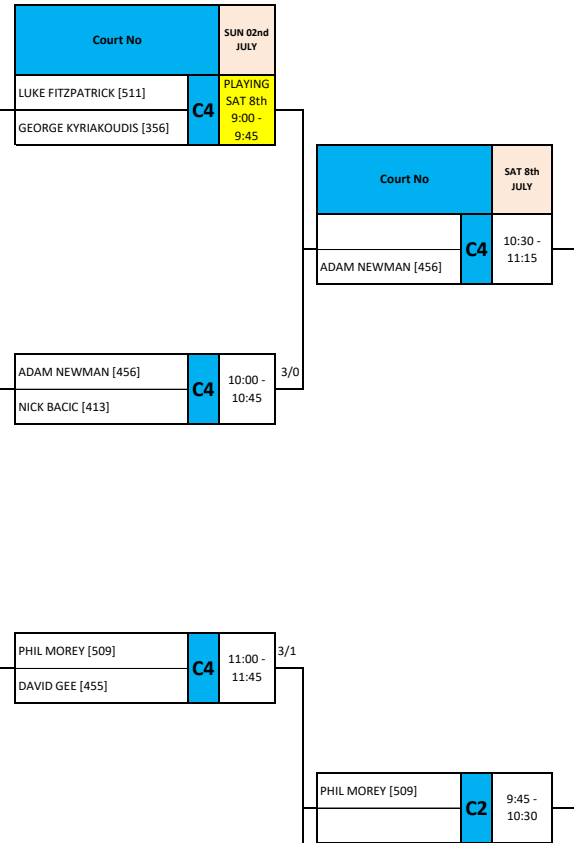 Court No
SUN 02nd
JULY
LUKE FITZPATRICK [511]
GEORGE KYRIAKOUDIS [356]
C4
PLAYING
SAT 8th
9:00 -
9:45
Court No
SAT 8th
JULY
ADAM NEWMAN [456]
C4
10:30 -
11:15
ADAM NEWMAN [456]
NICK BACIC [413]
C4
10:00 -
10:45
3/0
PHIL MOREY [509]
DAVID GEE [455]
C4
11:00 -
11:45
3/1
PHIL MOREY [509]
C2
9:45 -
10:30